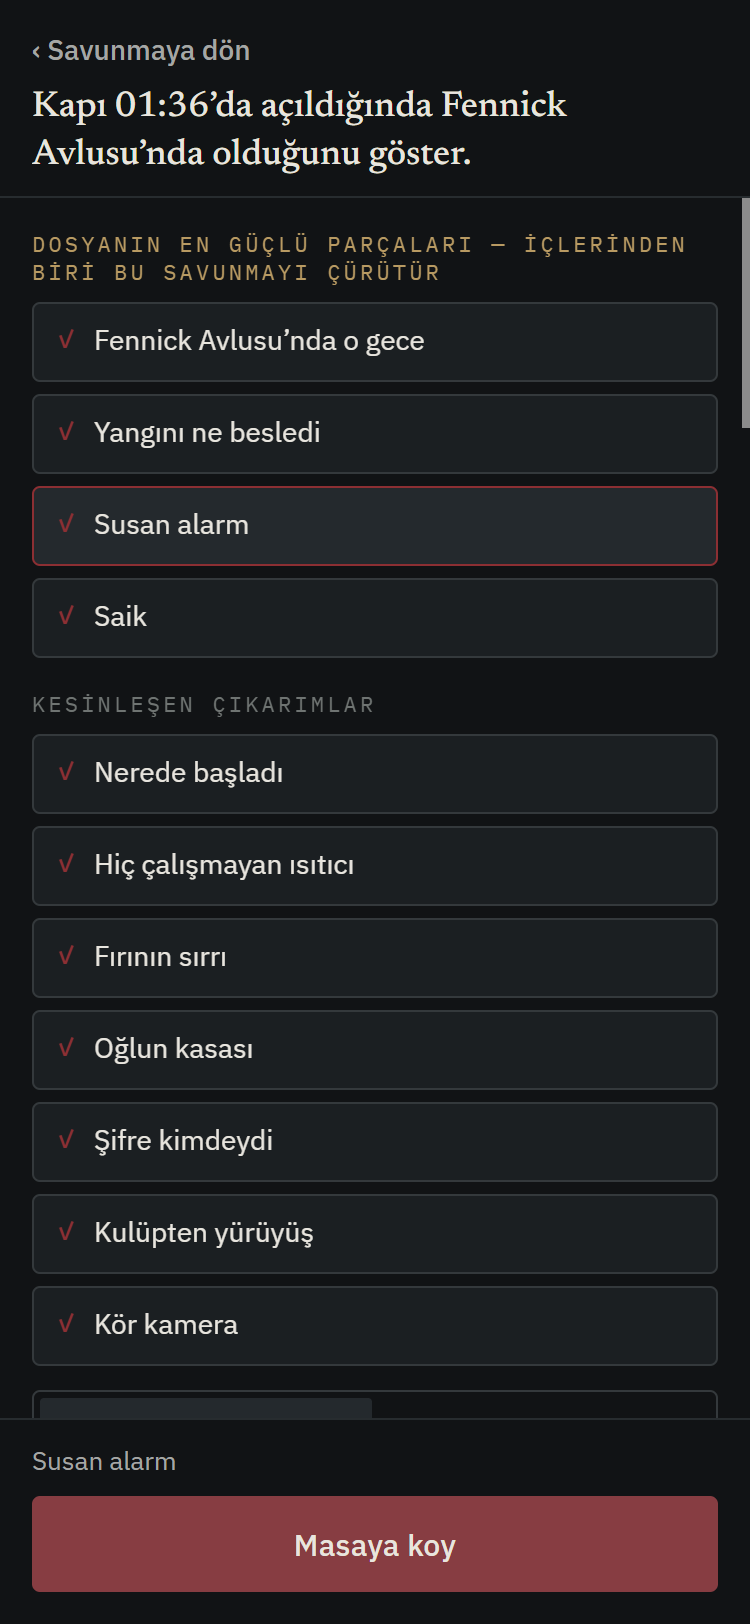 ‹ Savunmaya dön
Kapı 01:36’da açıldığında Fennick
Avlusu’nda olduğunu göster.
DOSYANIN EN GÜÇLÜ PARÇALARI — İÇLERİNDEN
BİRİ BU SAVUNMAYI ÇÜRÜTÜR
✓ Fennick Avlusu’nda o gece
✓ Yangını ne besledi
✓ Susan alarm
✓ Saik
KESİNLEŞEN ÇIKARIMLAR
✓ Nerede başladı
✓ Hiç çalışmayan ısıtıcı
✓ Fırının sırrı
✓ Oğlun kasası
✓ Şifre kimdeydi
✓ Kulüpten yürüyüş
✓ Kör kamera
Susan alarm
Masaya koy